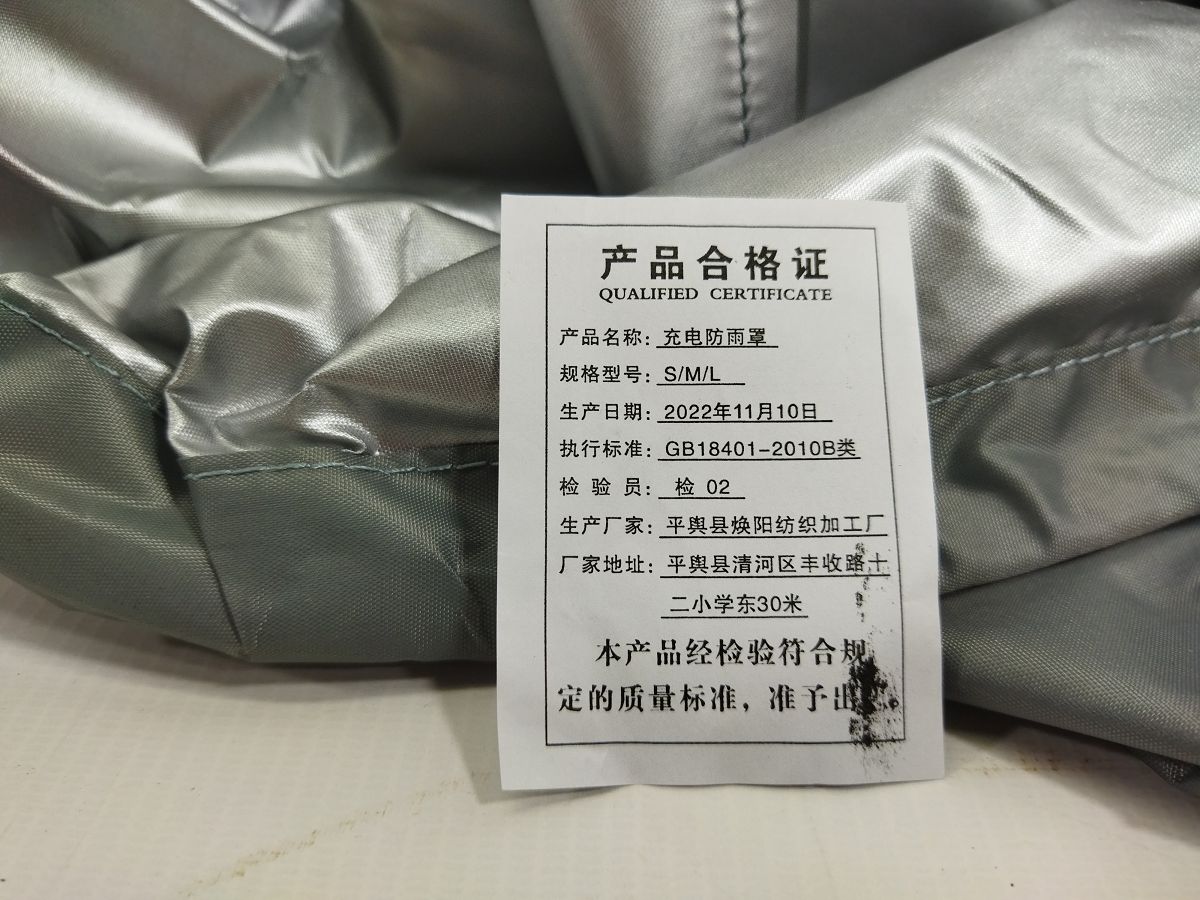 产品合格证
QUALIFIED CERTIFICATE
产品名称：充电防雨罩
规格型号：S/M/L
生产日期：2022年11月10日
执行标准：GB18401-2010B类
检 验 员： 检 02
生产厂家：平舆县焕阳纺织加工厂
厂家地址：平舆县清河区丰收路十
二小学东30米
本产品经检验符合规
定的质量标准，准予出